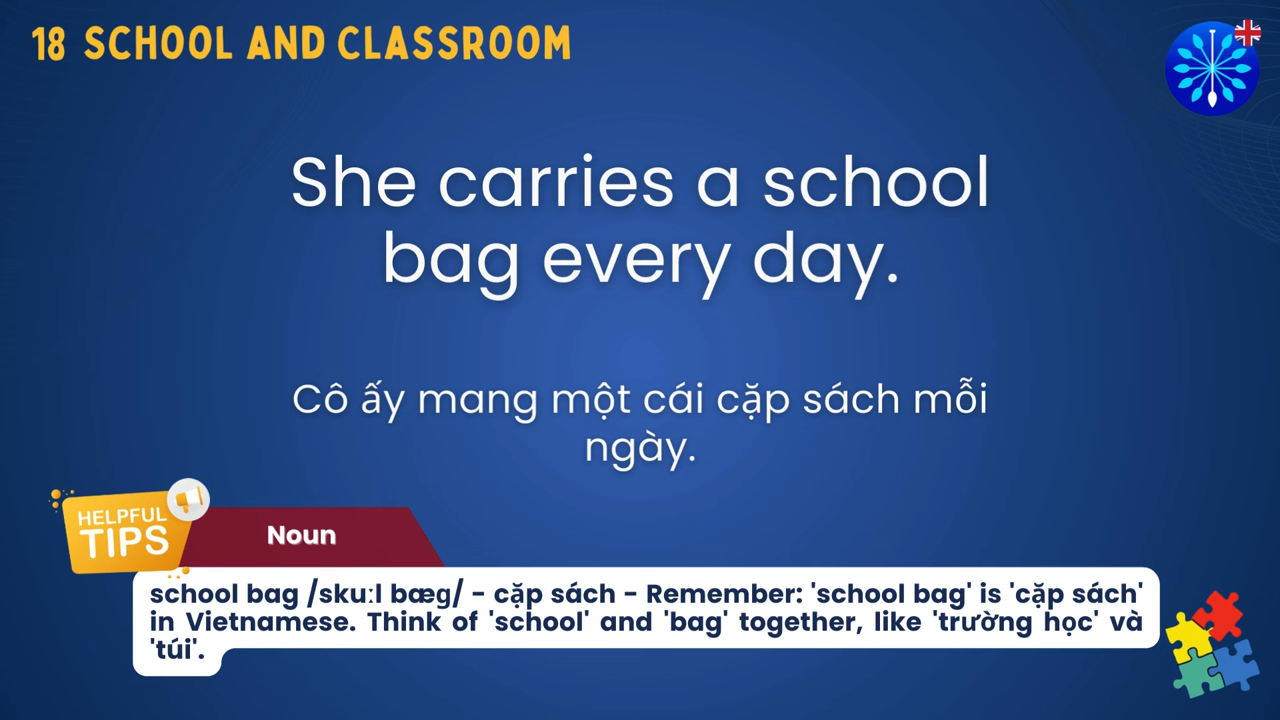 18 SCHOOL AND CLASSROOM
She carries a school
bag every day.
Cô ấy mang một cái cặp sách mỗi
ngày.
HELPFUL
TIPS
Noun
school bag /skuːl bæɡ/ - cặp sách - Remember: 'school bag' is 'cặp sách'
in Vietnamese. Think of 'school' and 'bag' together, like 'trường học' và
'túi'.